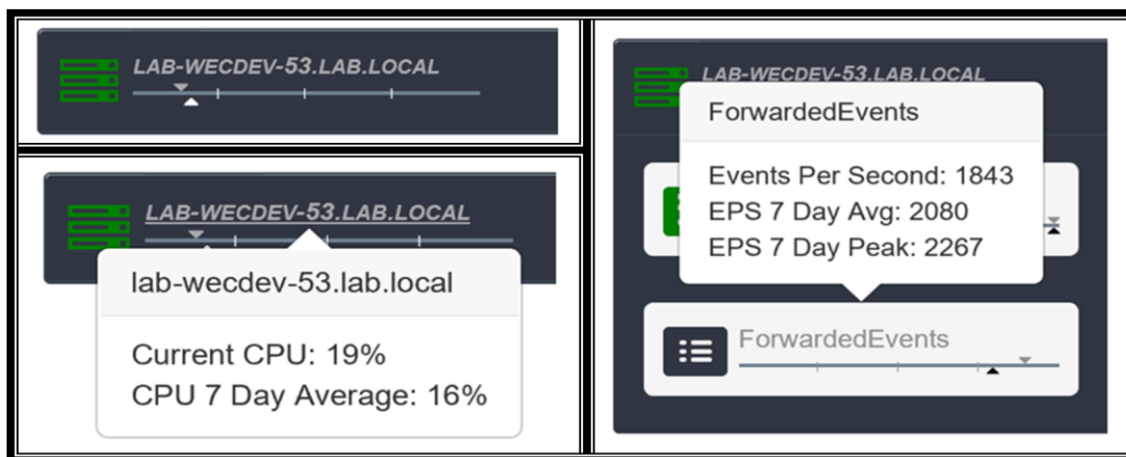 LAB-WECDEV-53.LAB.LOCAL
LAB-WECDEV-53.LAB.LOCAL
lab-wecdev-53.lab.local
Current CPU: 19%
CPU 7 Day Average: 16%
LAB-WECDEV-53.LAB.LOCAL
ForwardedEvents
Events Per Second: 1843
EPS 7 Day Avg: 2080
EPS 7 Day Peak: 2267
ForwardedEvents